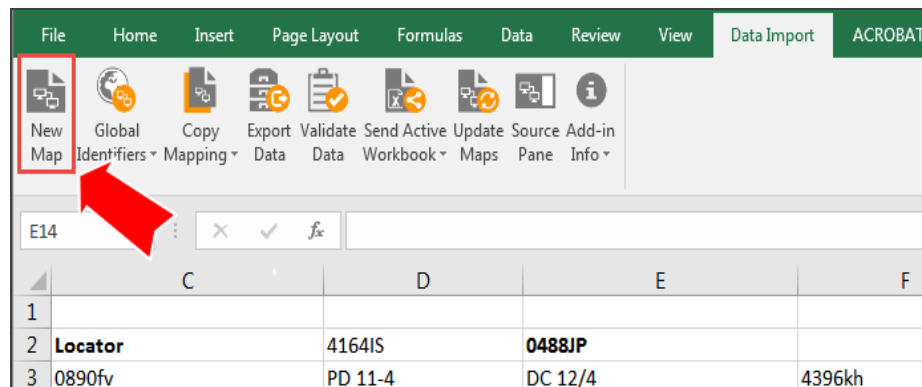 File Home Insert Page Layout Formulas Data Review View Data Import ACROBAT
New Global Copy Export Validate Send Active Update Source Add-in
Map Identifiers Mapping Data Data Workbook Maps Pane Info
E14 fx
C D E F
1
2 Locator 4164IS 0488JP
3 0890fv PD 11-4 DC 12/4 4396kh